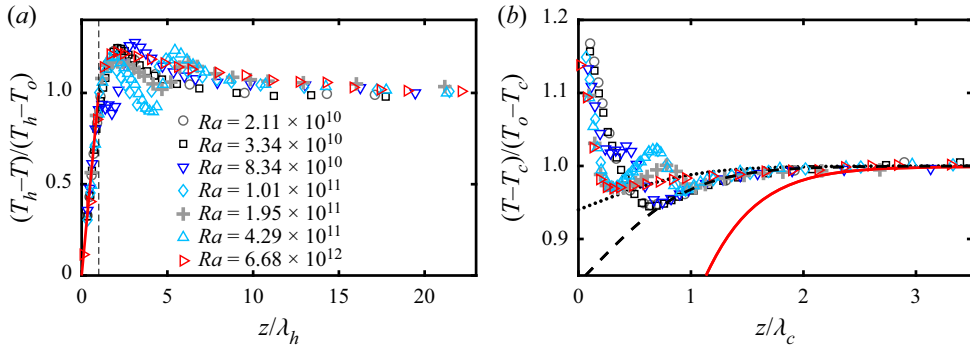 (a)
(T_h−T)/(T_h−T_o)
1.0
0.5
0
Ra = 2.11 × 10^10
Ra = 3.34 × 10^10
Ra = 8.34 × 10^10
Ra = 1.01 × 10^11
Ra = 1.95 × 10^11
Ra = 4.29 × 10^11
Ra = 6.68 × 10^12
0 5 10 15 20
z/λ_h
(b)
(T−T_c)/(T_o−T_c)
1.2
1.1
1.0
0.9
0 1 2 3
z/λ_c